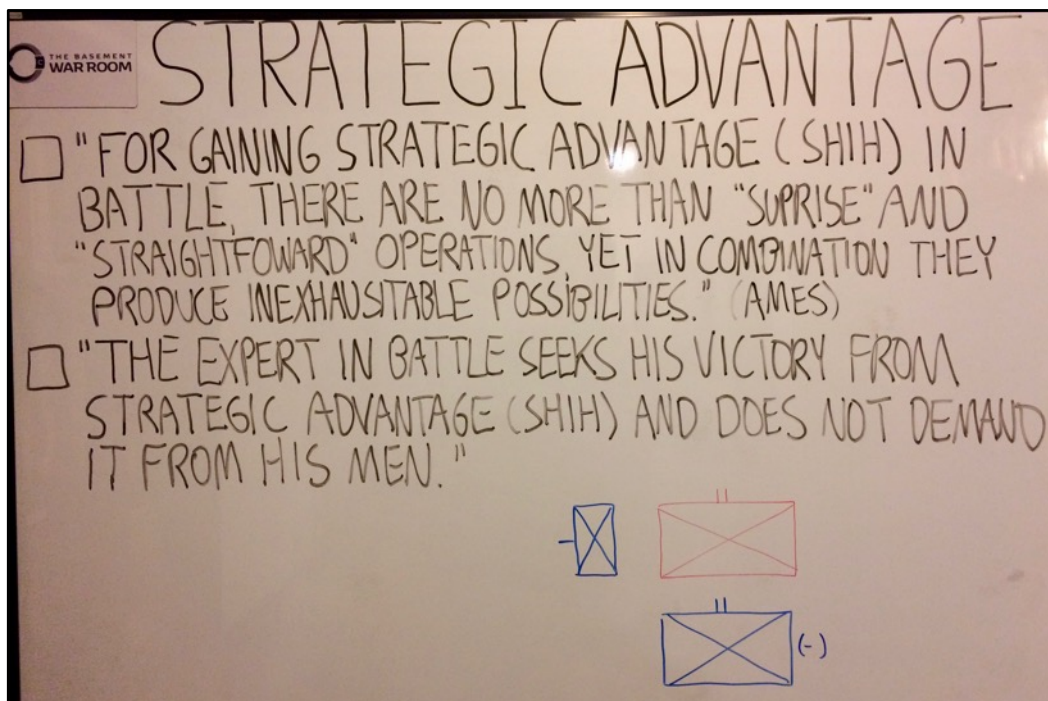 THE BASEMENT
WAR ROOM
STRATEGIC ADVANTAGE
"FOR GAINING STRATEGIC ADVANTAGE (SHIH) IN
BATTLE, THERE ARE NO MORE THAN "SUPRISE" AND
"STRAIGHTFOWARD" OPERATIONS, YET IN COMBINATION THEY
PRODUCE INEXHAUSITABLE POSSIBILITIES." (AMES)
"THE EXPERT IN BATTLE SEEKS HIS VICTORY FROM
STRATEGIC ADVANTAGE (SHIH) AND DOES NOT DEMAND
IT FROM HIS MEN."
(-)